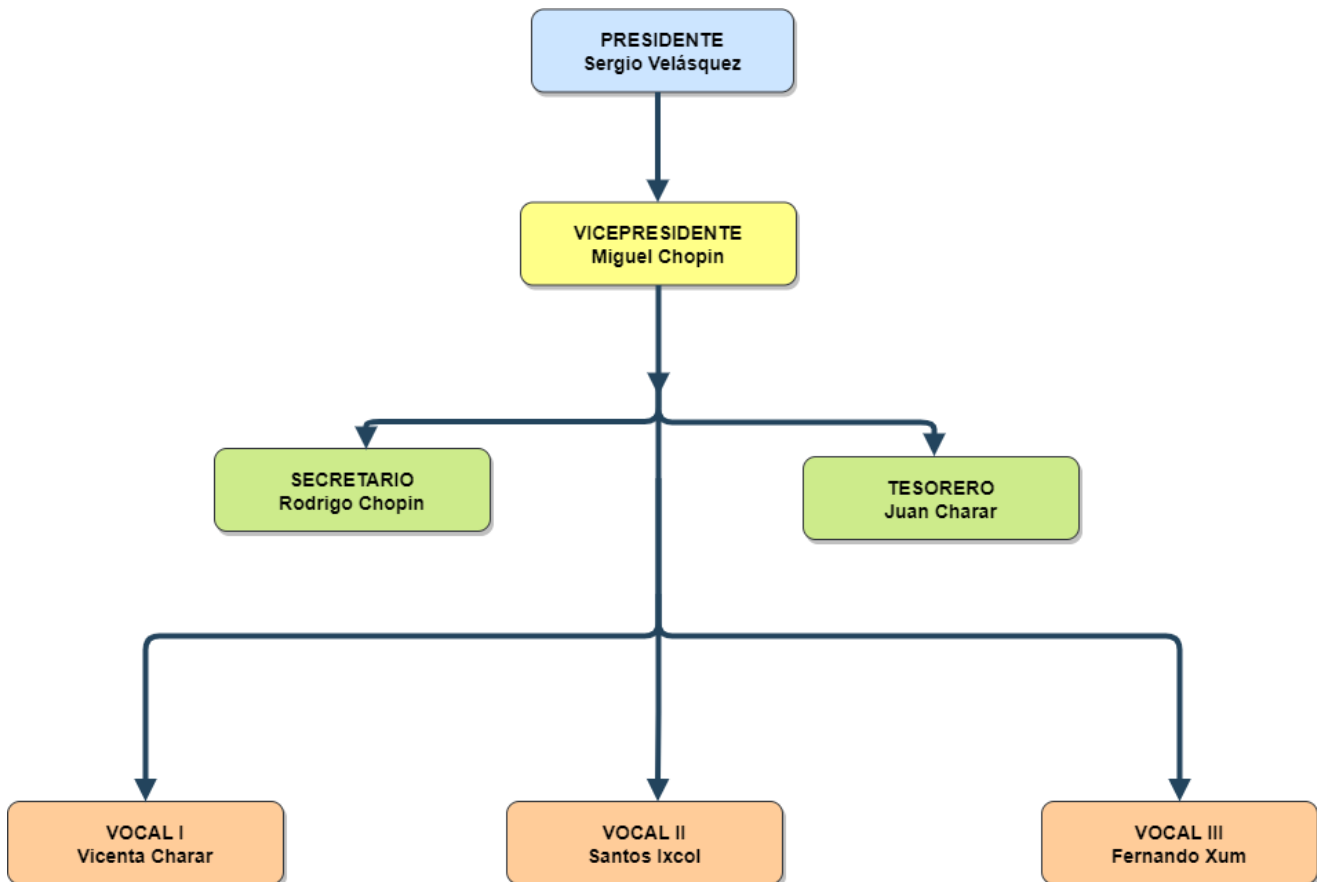 PRESIDENTE
Sergio Velásquez
VICEPRESIDENTE
Miguel Chopin
SECRETARIO
Rodrigo Chopin
TESORERO
Juan Charar
VOCAL I
Vicenta Charar
VOCAL II
Santos Ixcol
VOCAL III
Fernando Xum